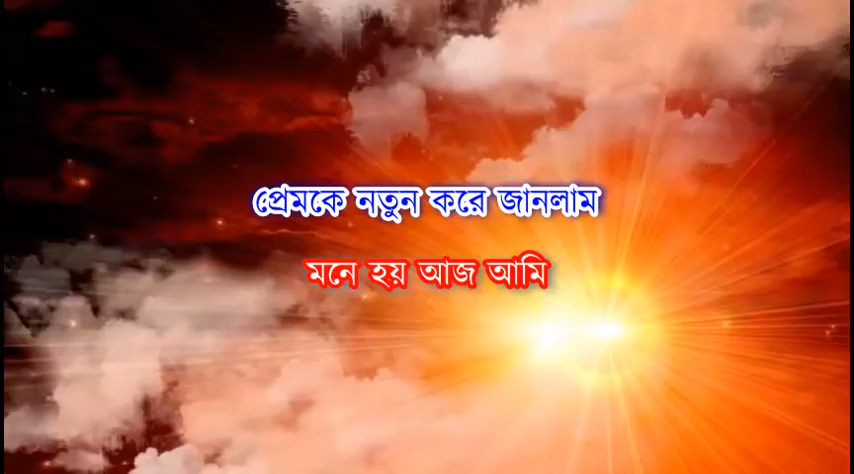 প্রেমকে নতুন করে জানলাম
মনে হয় আজ আমি